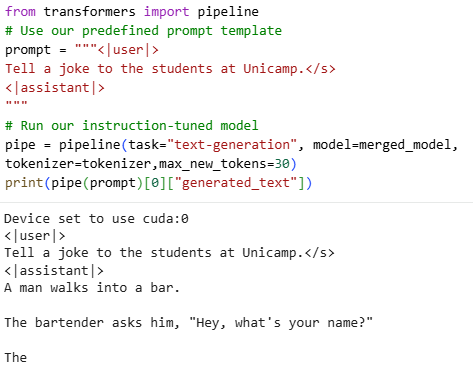 from transformers import pipeline
# Use our predefined prompt template
prompt = """<|user|>
Tell a joke to the students at Unicamp.</s>
<|assistant|>
"""
# Run our instruction-tuned model
pipe = pipeline(task="text-generation", model=merged_model,
tokenizer=tokenizer,max_new_tokens=30)
print(pipe(prompt)[0]["generated_text"])
Device set to use cuda:0
<|user|>
Tell a joke to the students at Unicamp.</s>
<|assistant|>
A man walks into a bar.
The bartender asks him, "Hey, what's your name?"
The